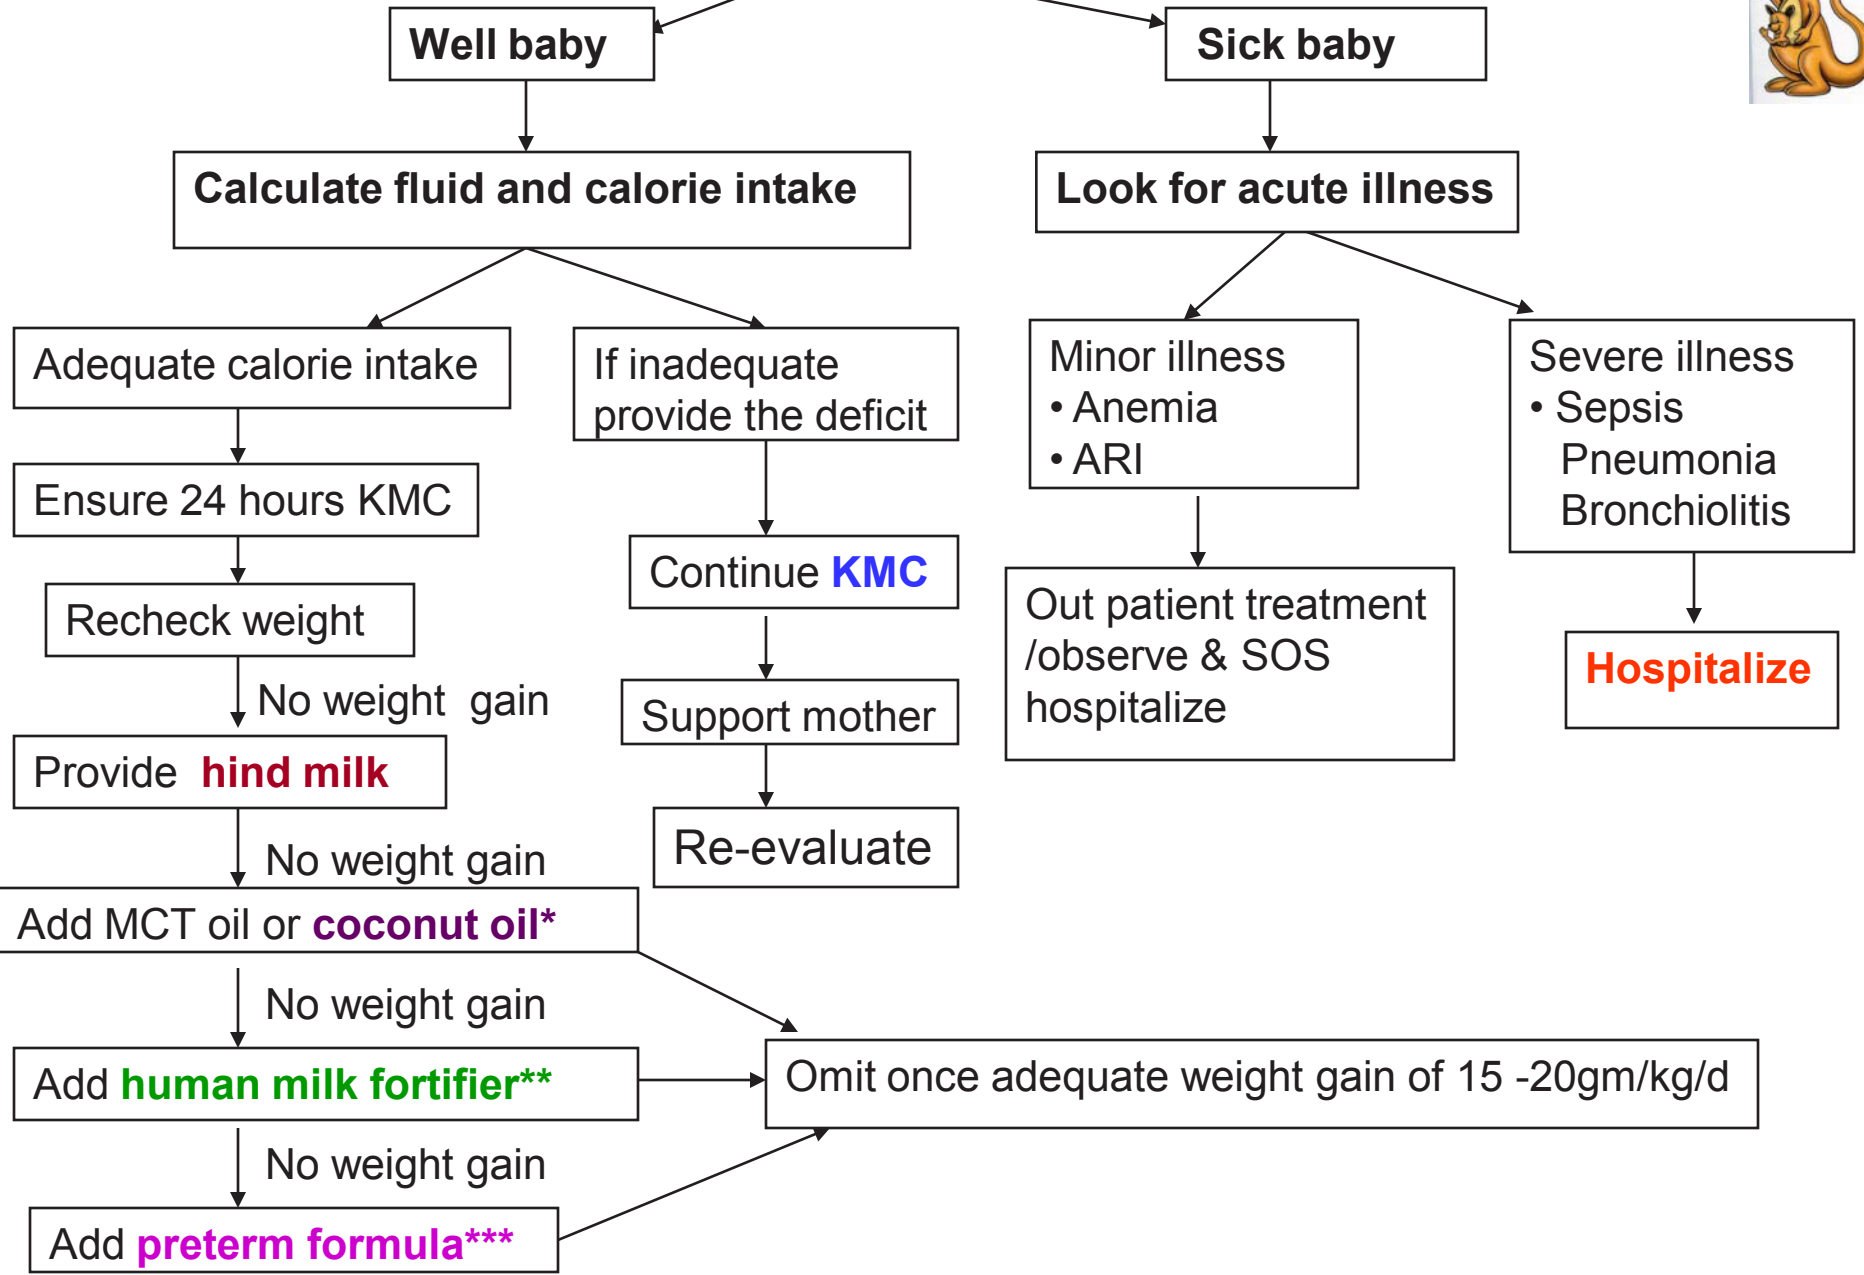 Well baby
Sick baby
Calculate fluid and calorie intake
Look for acute illness
Adequate calorie intake
If inadequate
provide the deficit
Minor illness
• Anemia
• ARI
Severe illness
• Sepsis
Pneumonia
Bronchiolitis
Ensure 24 hours KMC
Continue KMC
Recheck weight
Out patient treatment
/observe & SOS
hospitalize
Hospitalize
No weight gain
Support mother
Provide hind milk
Re-evaluate
No weight gain
Add MCT oil or coconut oil*
No weight gain
Add human milk fortifier**
Omit once adequate weight gain of 15 -20gm/kg/d
No weight gain
Add preterm formula***